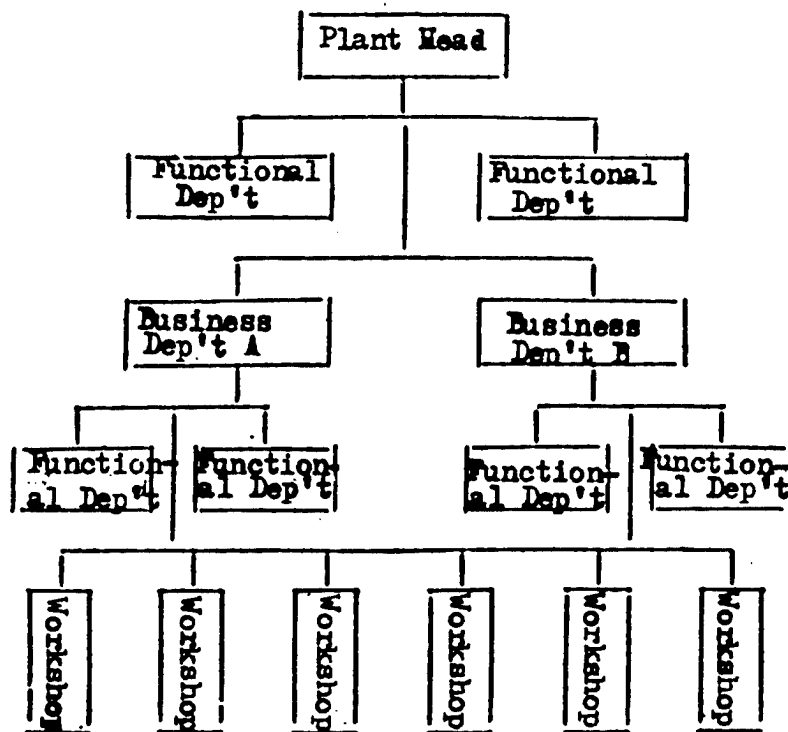 Plant Head
Functional
Dep't
Functional
Dep't
Business
Dep't A
Business
Dep't B
Function-
al Dep't
Function-
al Dep't
Function-
al Dep't
Function-
al Dep't
Workshop
Workshop
Workshop
Workshop
Workshop
Workshop